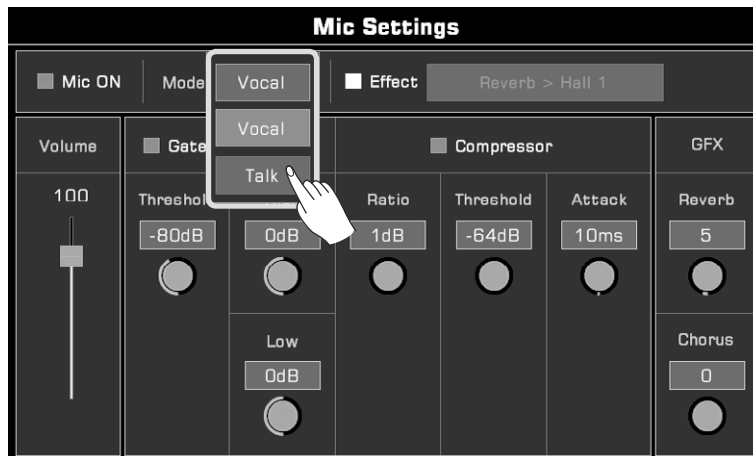 Mic Settings
Mic ON Mode Vocal Effect Reverb > Hall 1
Vocal
Talk
Volume Gate Compressor GFX
100 Threshol Ratio Threshold Attack Reverb
-80dB 0dB 1dB -64dB 10ms 5
Low Chorus
0dB 0